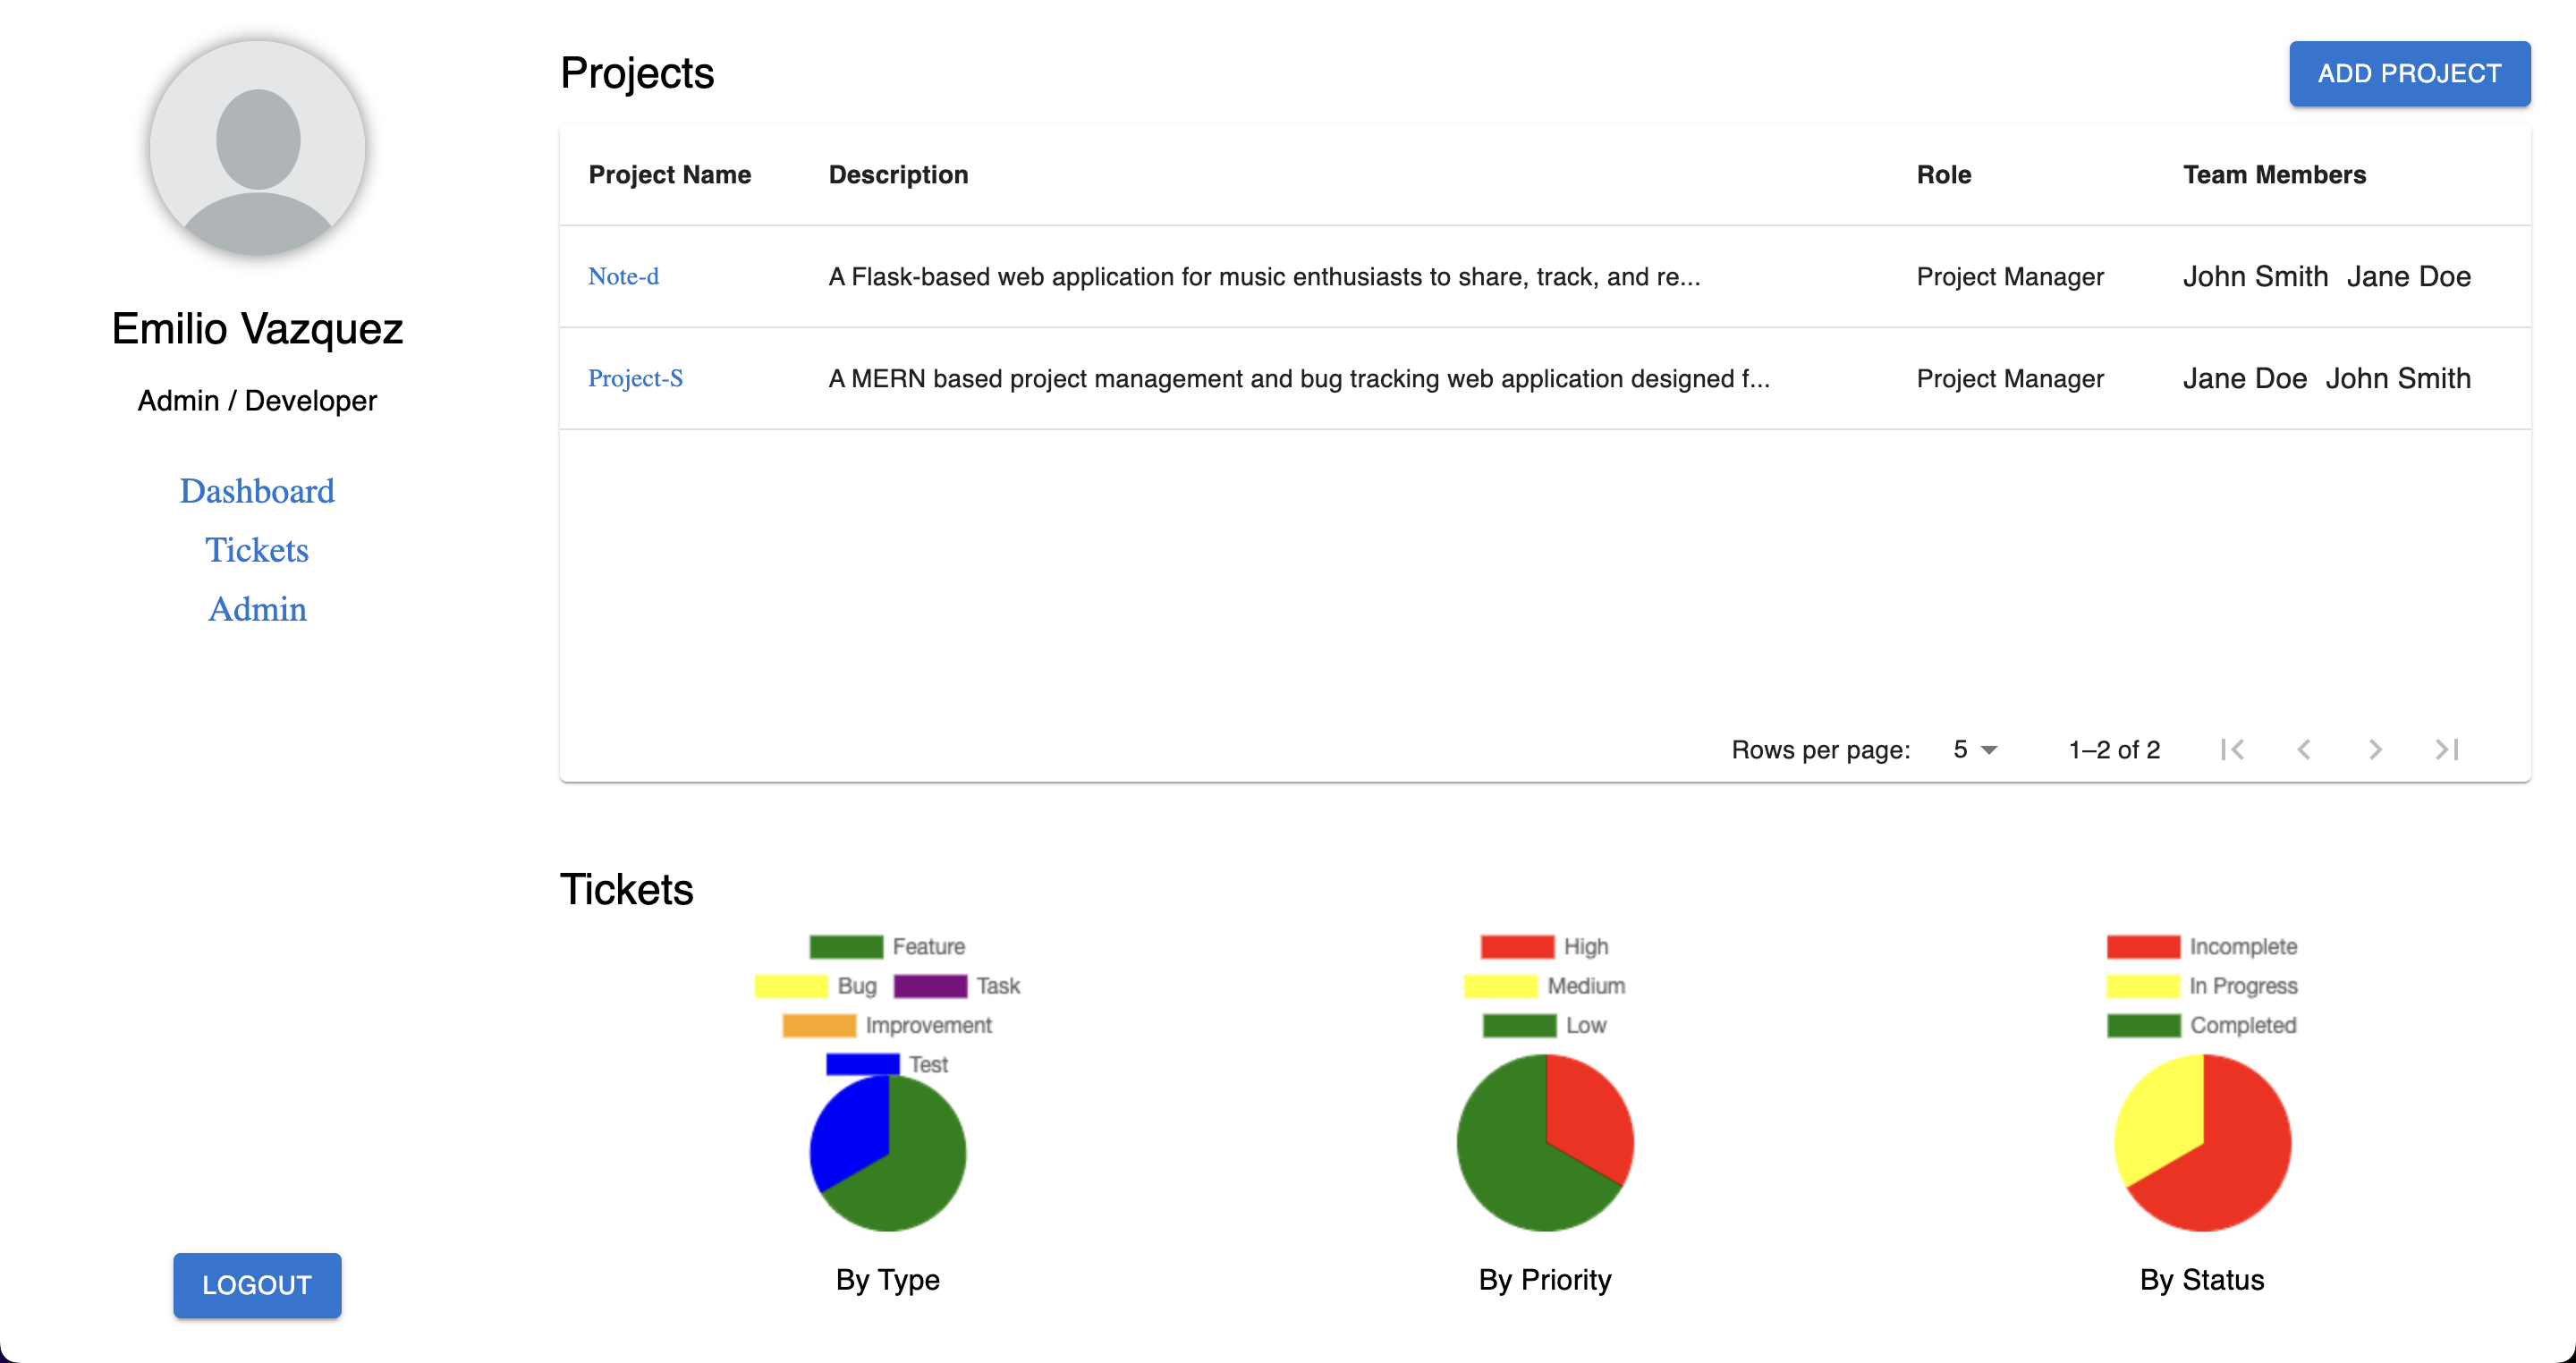 Emilio Vazquez
Admin / Developer
Dashboard
Tickets
Admin
LOGOUT
Projects
ADD PROJECT
Project Name Description Role Team Members
Note-d A Flask-based web application for music enthusiasts to share, track, and re... Project Manager John Smith Jane Doe
Project-S A MERN based project management and bug tracking web application designed f... Project Manager Jane Doe John Smith
Rows per page: 5 1–2 of 2
Tickets
Feature
Bug Task
Improvement
Test
By Type
High
Medium
Low
By Priority
Incomplete
In Progress
Completed
By Status